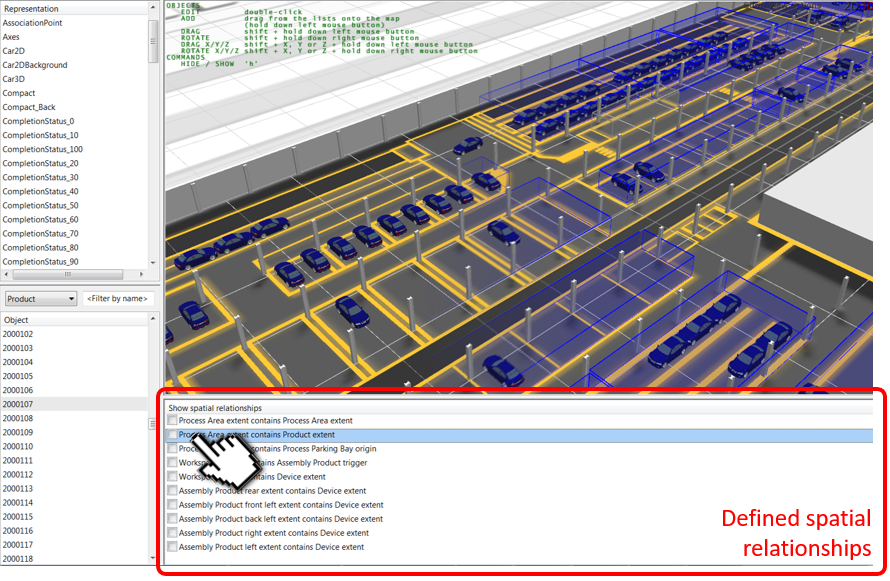 Representation
AssociationPoint
Axes
Car2D
Car2DBackground
Car3D
Compact
Compact_Back
CompletionStatus_0
CompletionStatus_10
CompletionStatus_100
CompletionStatus_20
CompletionStatus_30
CompletionStatus_40
CompletionStatus_50
CompletionStatus_60
CompletionStatus_70
CompletionStatus_80
CompletionStatus_90
Product
<Filter by name>
Object
2000102
2000103
2000104
2000105
2000106
2000107
2000108
2000109
2000110
2000111
2000112
2000113
2000114
2000115
2000116
2000117
2000118
OBJECTS
EDIT double-click
ADD drag from the lists onto the map
(hold down left mouse button)
DRAG shift + hold down left mouse button
ROTATE shift + hold down right mouse button
DRAG X/Y/Z shift + X, Y or Z + hold down left mouse button
ROTATE X/Y/Z shift + X, Y or Z + hold down right mouse button
COMMANDS
HIDE / SHOW 'h'
Show spatial relationships
Process Area extent contains Process Area extent
Process Area extent contains Product extent
contains Process Parking Bay origin
Assembly Product trigger
Device extent
Assembly Product rear extent contains Device extent
Assembly Product front left extent contains Device extent
Assembly Product back left extent contains Device extent
Assembly Product right extent contains Device extent
Assembly Product left extent contains Device extent
Defined spatial
relationships